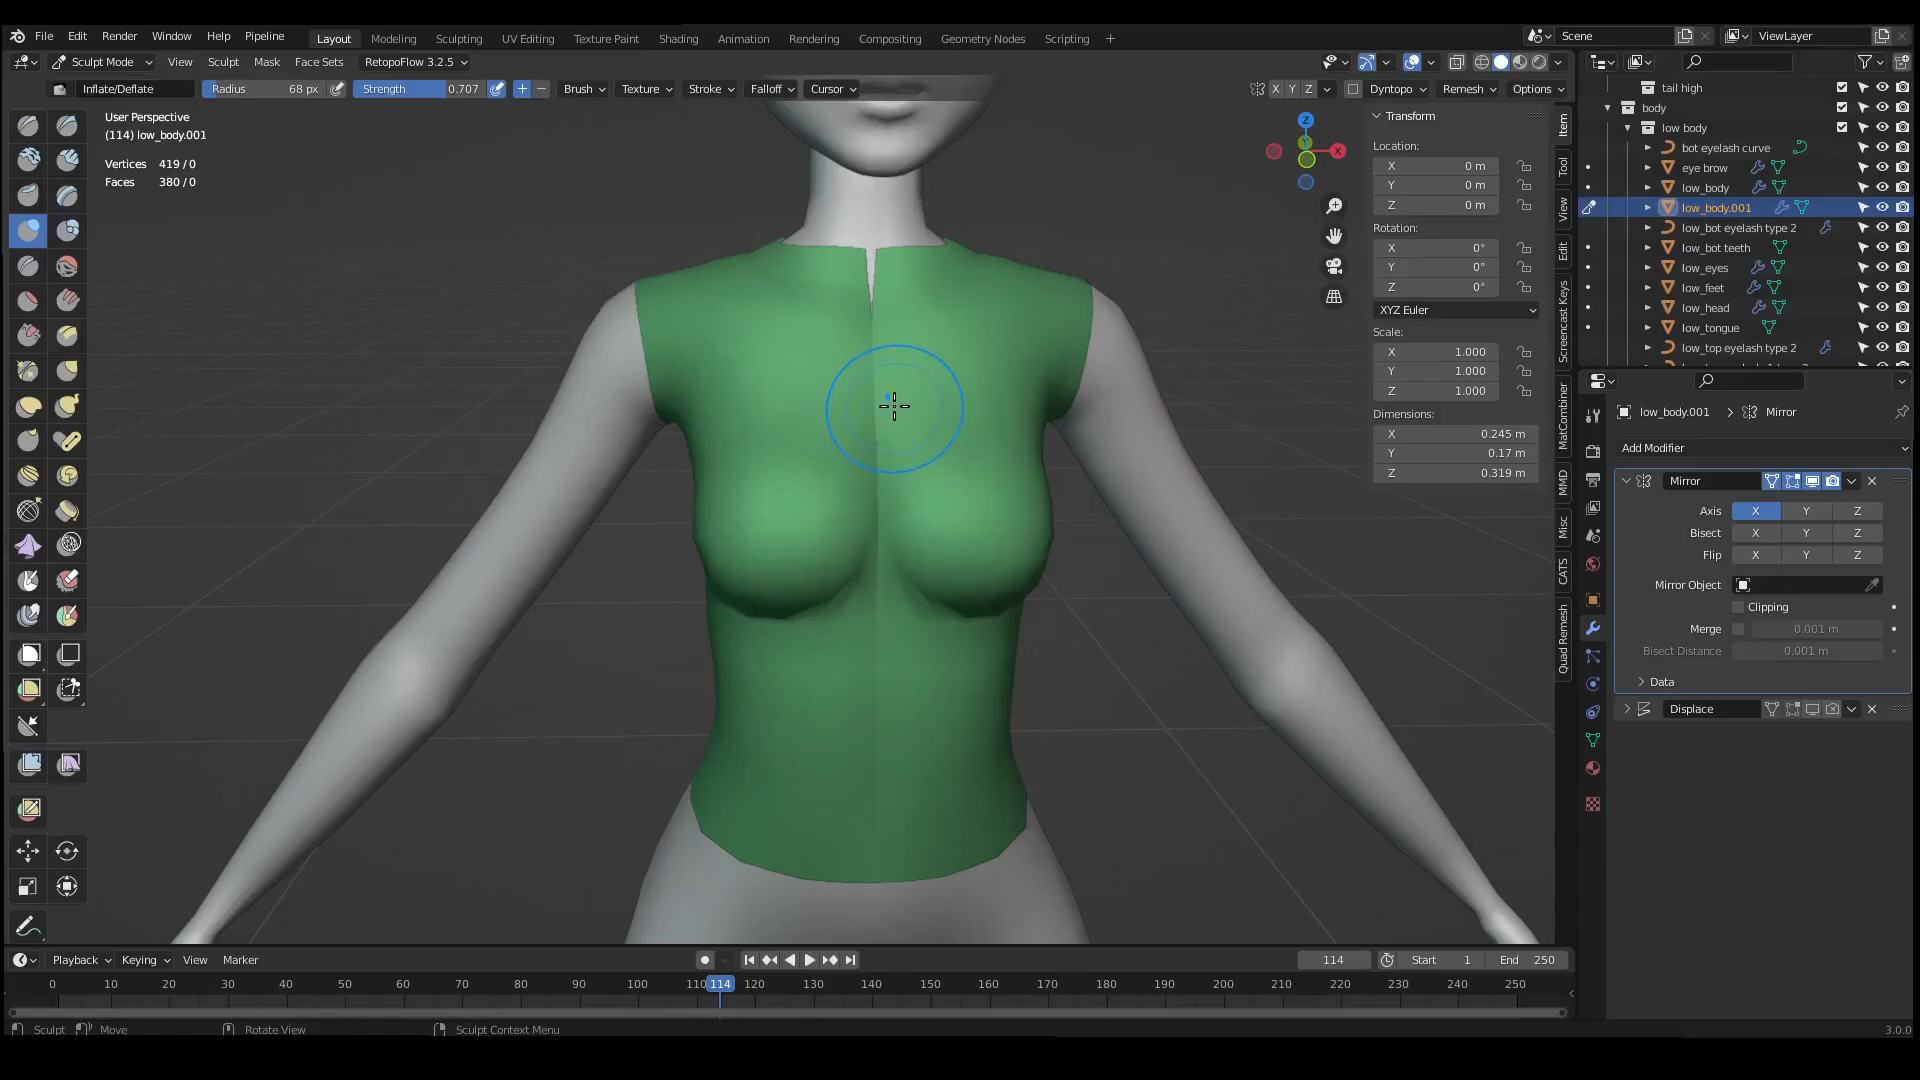 File Edit Render Window Help Pipeline Layout Modeling Sculpting UV Editing Texture Paint Shading Animation Rendering Compositing Geometry Nodes Scripting + Scene ViewLayer
Sculpt Mode View Sculpt Mask Face Sets RetopoFlow 3.2.5
Inflate/Deflate Radius 68 px Strength 0.707 + − Brush Texture Stroke Falloff Cursor X Y Z Dyntopo Remesh Options
User Perspective
(114) low_body.001
Vertices 419 / 0
Faces 380 / 0
Z
X
Transform
Location:
X 0 m
Y 0 m
Z 0 m
Rotation:
X 0°
Y 0°
Z 0°
XYZ Euler
Scale:
X 1.000
Y 1.000
Z 1.000
Dimensions:
X 0.245 m
Y 0.17 m
Z 0.319 m
Item
Tool
View
Edit
Screencast Keys
MatCombiner
MMD
Misc
CATS
Quad Remesh
tail high
body
low body
bot eyelash curve
eye brow
low_body
low_body.001
low_bot eyelash type 2
low_bot teeth
low_eyes
low_feet
low_head
low_tongue
low_top eyelash type 2
low_body.001 > Mirror
Add Modifier
Mirror
Axis X Y Z
Bisect X Y Z
Flip X Y Z
Mirror Object
Clipping
Merge 0.001 m
Bisect Distance 0.001 m
Data
Displace
Playback Keying View Marker 114 Start 1 End 250
0 10 20 30 40 50 60 70 80 90 100 110 114 120 130 140 150 160 170 180 190 200 210 220 230 240 250
Sculpt Move Rotate View Sculpt Context Menu 3.0.0